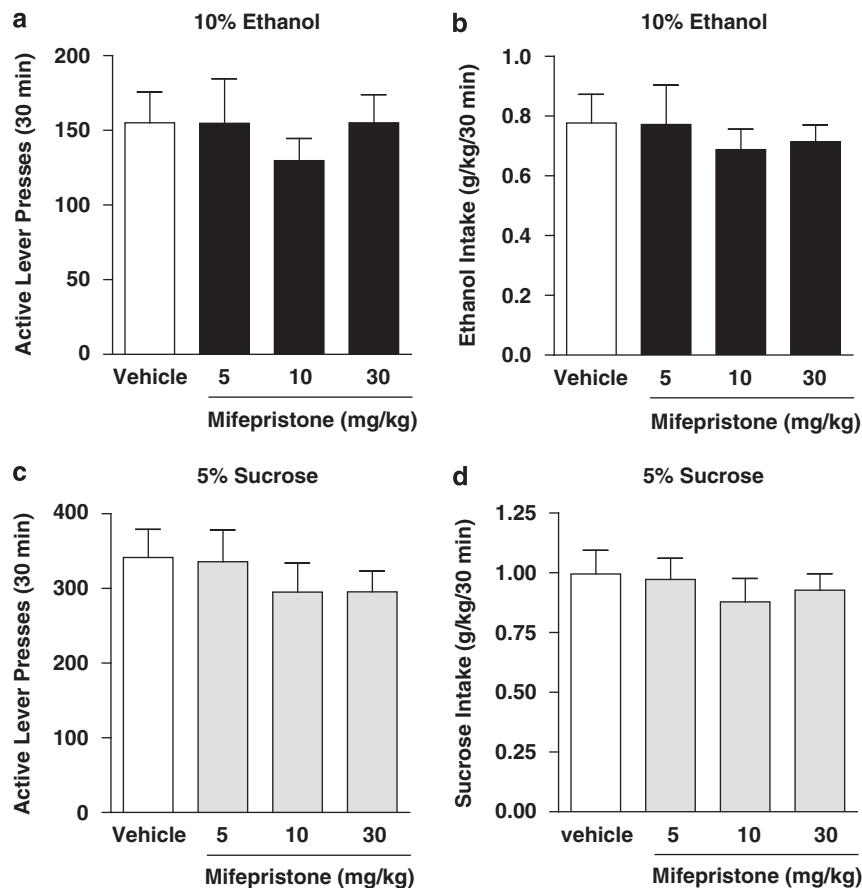 a
10% Ethanol
Active Lever Presses (30 min)
200
150
100
50
0
Vehicle 5 10 30
Mifepristone (mg/kg)
b
10% Ethanol
Ethanol Intake (g/kg/30 min)
1.0
0.8
0.6
0.4
0.2
0.0
Vehicle 5 10 30
Mifepristone (mg/kg)
c
5% Sucrose
Active Lever Presses (30 min)
400
300
200
100
0
Vehicle 5 10 30
Mifepristone (mg/kg)
d
5% Sucrose
Sucrose Intake (g/kg/30 min)
1.25
1.00
0.75
0.50
0.25
0.00
vehicle 5 10 30
Mifepristone (mg/kg)